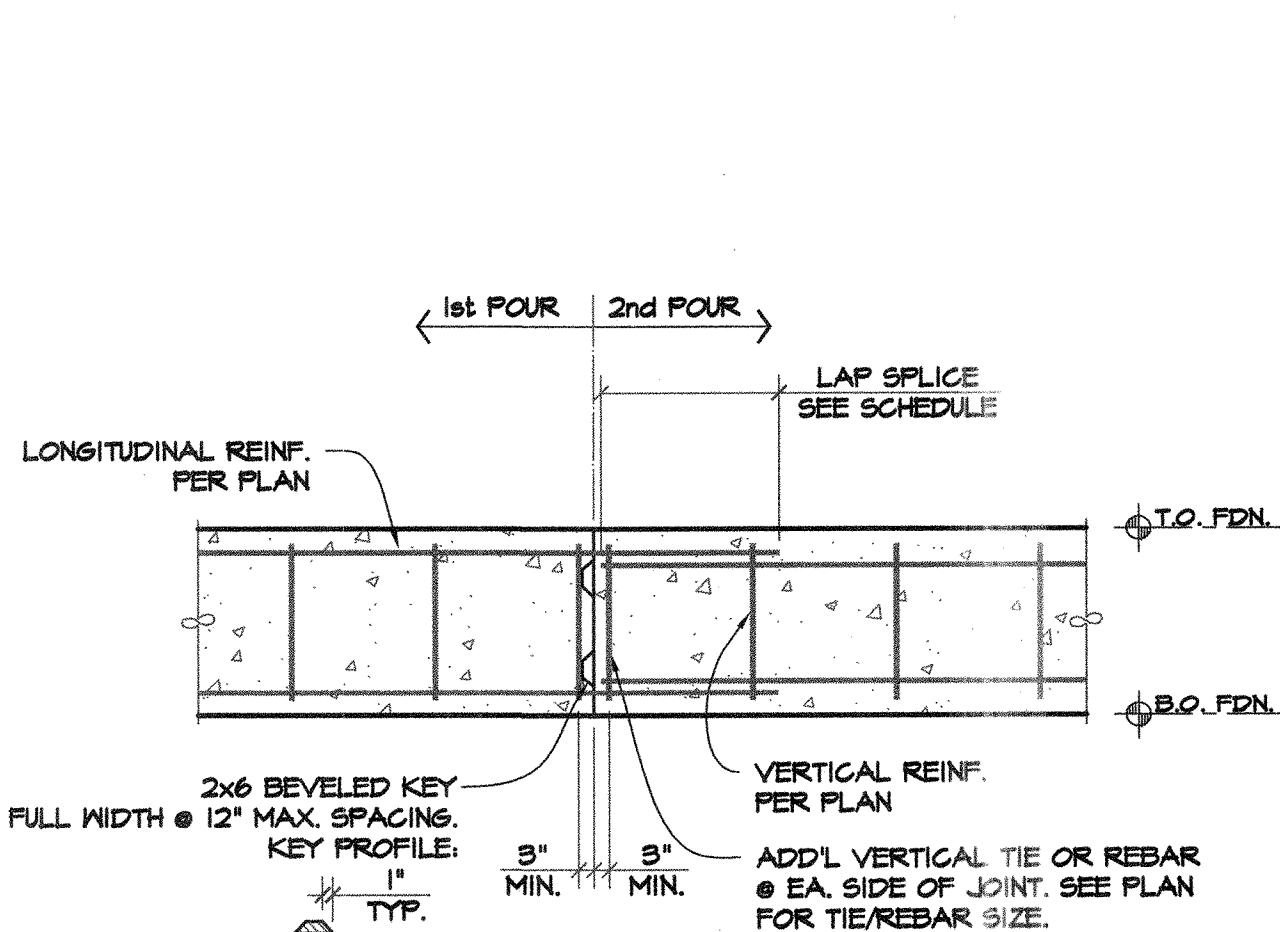 1st POUR
2nd POUR
LAP SPLICE
SEE SCHEDULE
LONGITUDINAL REINF.
PER PLAN
T.O. FDN.
B.O. FDN.
VERTICAL REINF.
PER PLAN
2x6 BEVELED KEY
FULL WIDTH @ 12" MAX. SPACING.
KEY PROFILE:
1"
TYP.
3"
MIN.
3"
MIN.
ADD'L VERTICAL TIE OR REBAR
@ EA. SIDE OF JOINT. SEE PLAN
FOR TIE/REBAR SIZE.